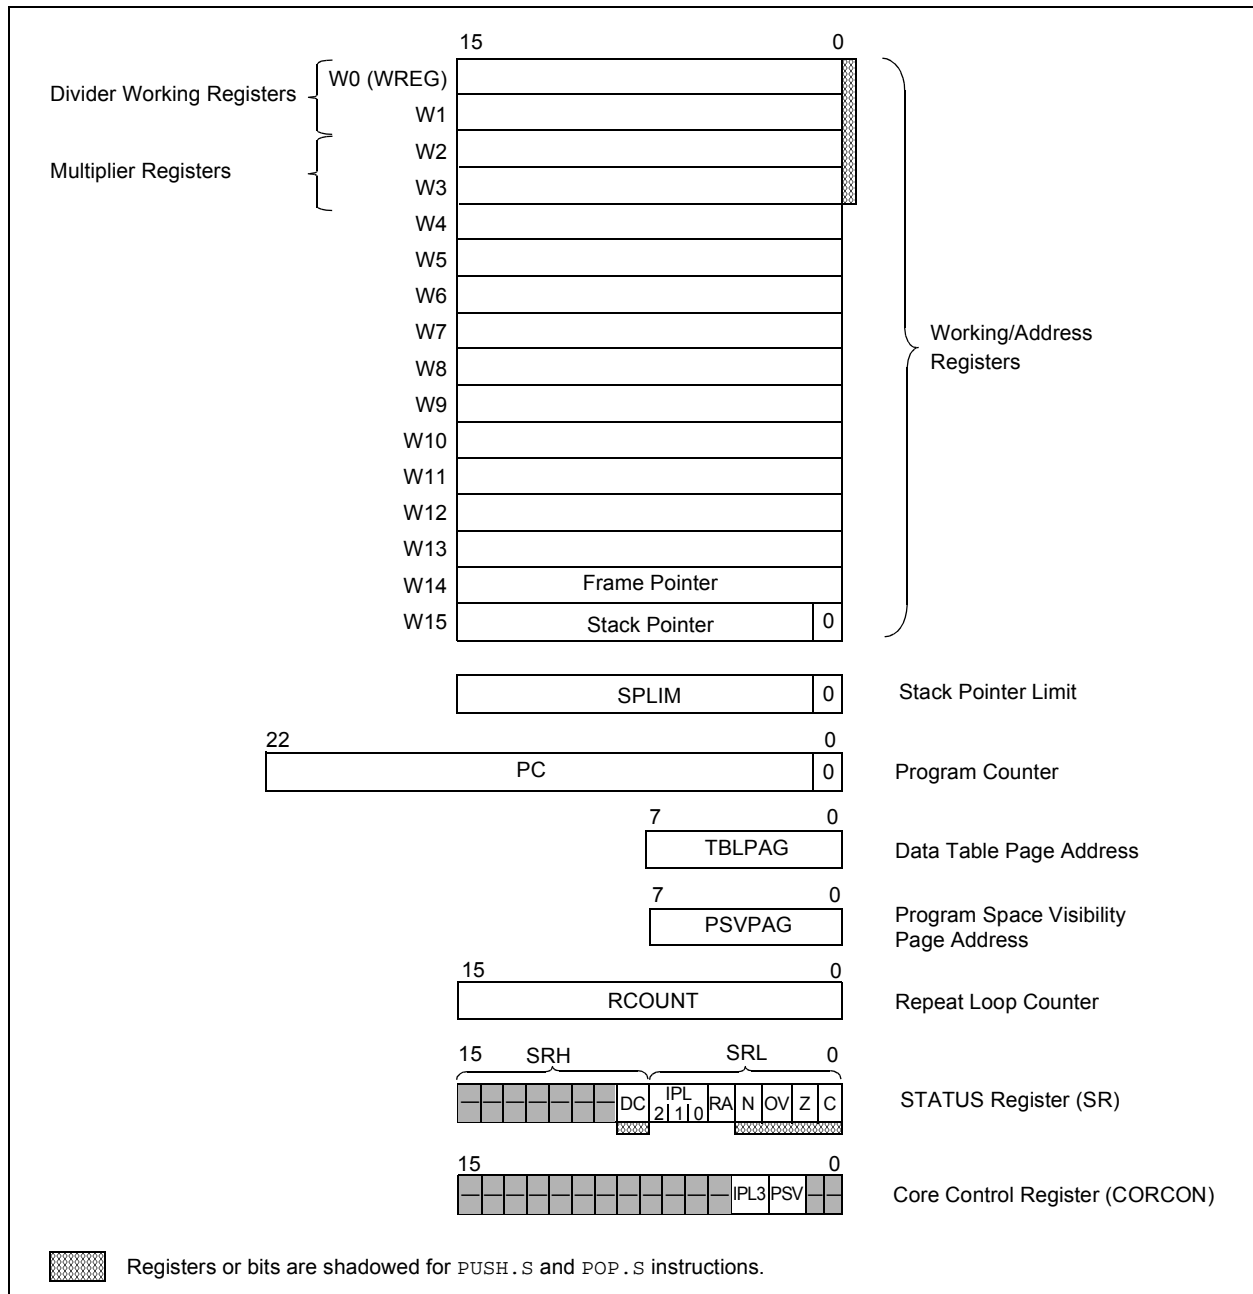 15 0
W0 (WREG)
Divider Working Registers
W1
W2
Multiplier Registers
W3
W4
W5
W6
W7
Working/Address
Registers
W8
W9
W10
W11
W12
W13
W14 Frame Pointer
W15 Stack Pointer 0
SPLIM 0 Stack Pointer Limit
22 0
PC 0 Program Counter
7 0
TBLPAG Data Table Page Address
7 0
PSVPAG Program Space Visibility
Page Address
15 0
RCOUNT Repeat Loop Counter
15 SRH SRL 0
— — — — — — — DC IPL 2 1 0 RA N OV Z C STATUS Register (SR)
15 0
— — — — — — — — — — — — IPL3 PSV — — Core Control Register (CORCON)
Registers or bits are shadowed for PUSH.S and POP.S instructions.